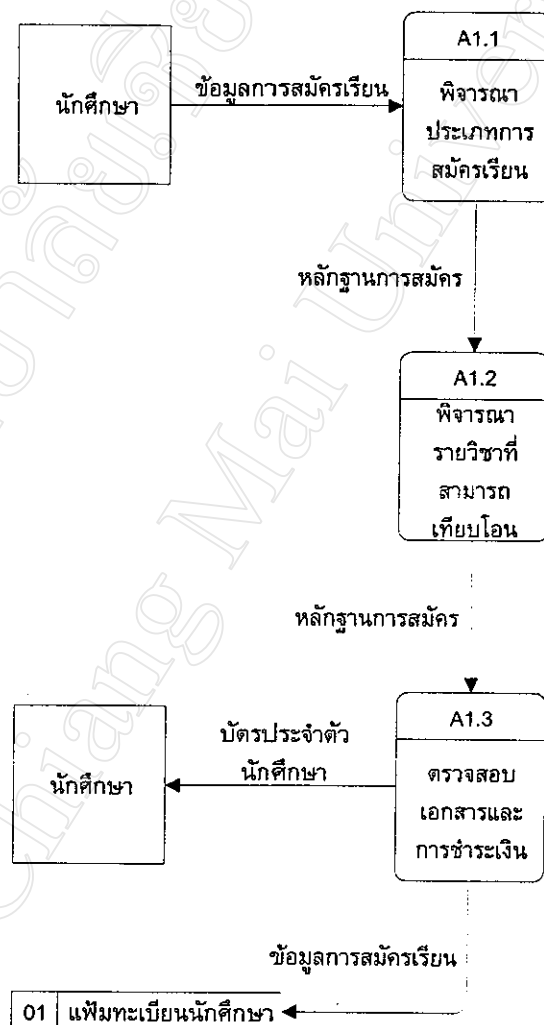 A1.1
นักศึกษา
ข้อมูลการสมัครเรียน
พิจารณา
ประเภทการ
สมัครเรียน
หลักฐานการสมัคร
A1.2
พิจารณา
รายวิชาที่
สามารถ
เทียบโอน
หลักฐานการสมัคร
A1.3
บัตรประจำตัว
นักศึกษา
นักศึกษา
ตรวจสอบ
เอกสารและ
การชำระเงิน
ข้อมูลการสมัครเรียน
01 แฟ้มทะเบียนนักศึกษา
Chiang Mai Univer